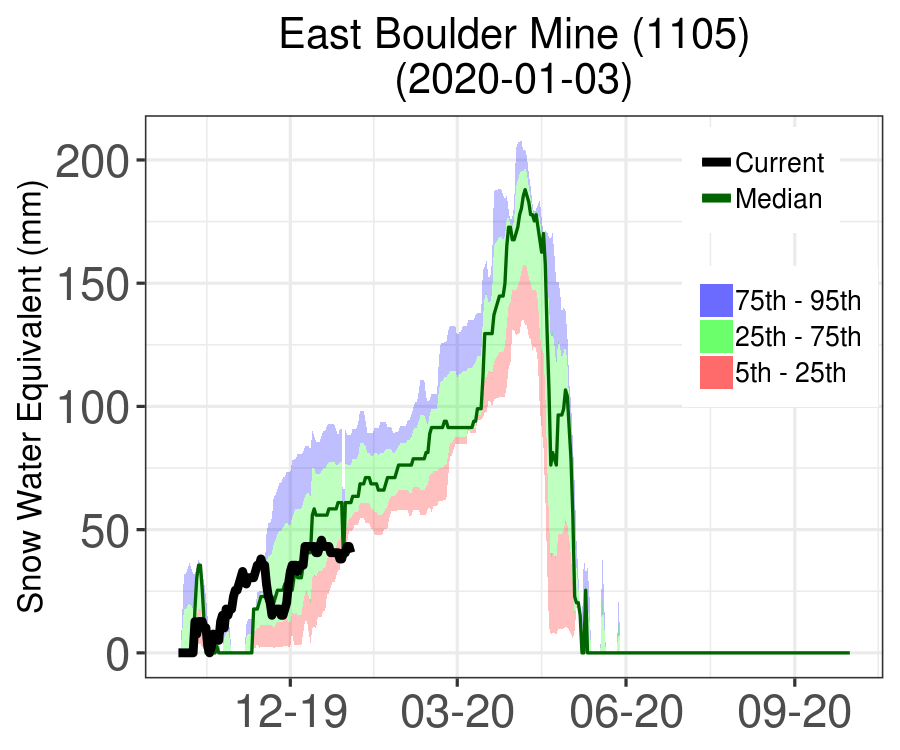 East Boulder Mine (1105)
(2020-01-03)
Snow Water Equivalent (mm)
200
150
100
50
0
Current
Median
75th - 95th
25th - 75th
5th - 25th
12-19
03-20
06-20
09-20